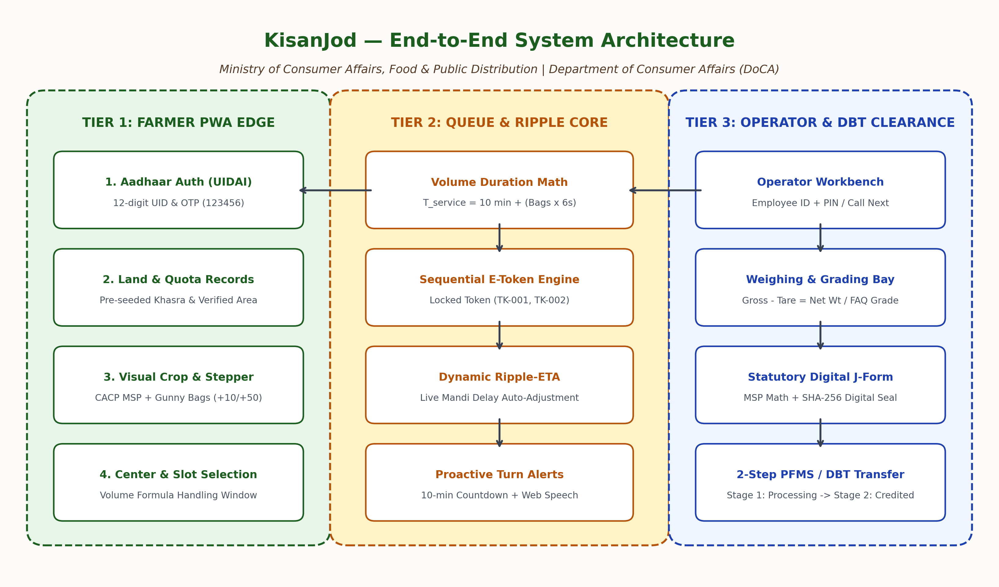 KisanJod — End-to-End System Architecture
Ministry of Consumer Affairs, Food & Public Distribution | Department of Consumer Affairs (DoCA)
TIER 1: FARMER PWA EDGE
1. Aadhaar Auth (UIDAI)
12-digit UID & OTP (123456)
2. Land & Quota Records
Pre-seeded Khasra & Verified Area
3. Visual Crop & Stepper
CACP MSP + Gunny Bags (+10/+50)
4. Center & Slot Selection
Volume Formula Handling Window
TIER 2: QUEUE & RIPPLE CORE
Volume Duration Math
T_service = 10 min + (Bags x 6s)
Sequential E-Token Engine
Locked Token (TK-001, TK-002)
Dynamic Ripple-ETA
Live Mandi Delay Auto-Adjustment
Proactive Turn Alerts
10-min Countdown + Web Speech
TIER 3: OPERATOR & DBT CLEARANCE
Operator Workbench
Employee ID + PIN / Call Next
Weighing & Grading Bay
Gross - Tare = Net Wt / FAQ Grade
Statutory Digital J-Form
MSP Math + SHA-256 Digital Seal
2-Step PFMS / DBT Transfer
Stage 1: Processing -> Stage 2: Credited